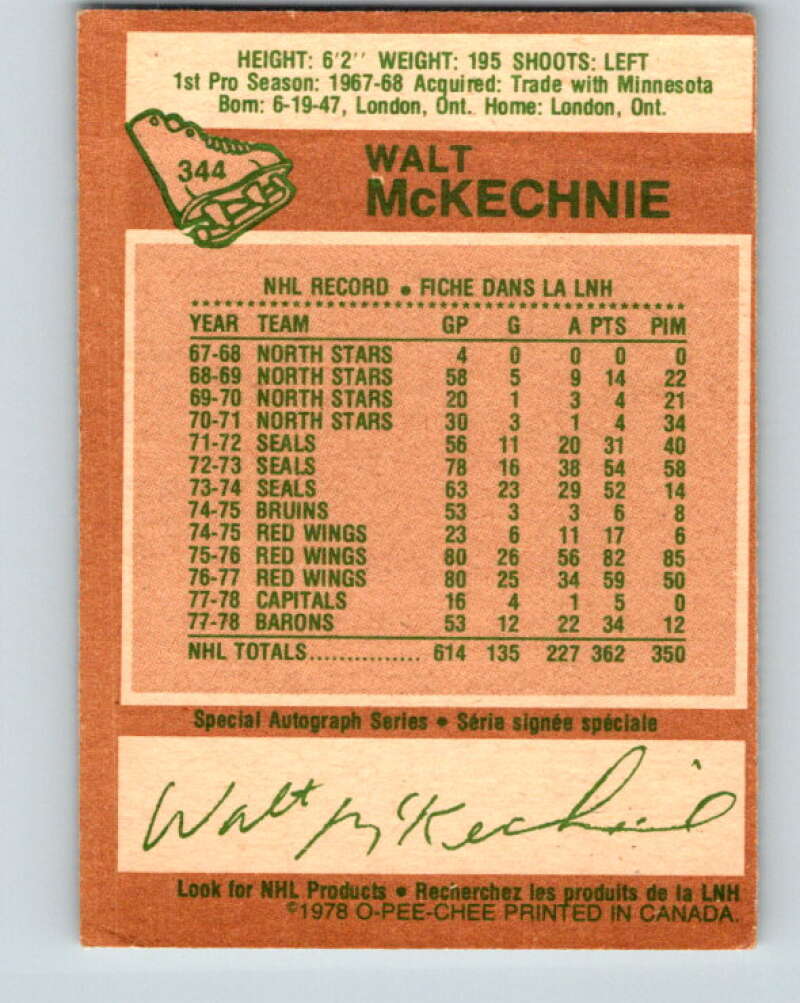 HEIGHT: 6'2'' WEIGHT: 195 SHOOTS: LEFT
1st Pro Season: 1967-68 Acquired: Trade with Minnesota
Born: 6-19-47, London, Ont. Home: London, Ont.
344
WALT
McKECHNIE
NHL RECORD • FICHE DANS LA LNH
YEAR TEAM GP G A PTS PIM
67-68 NORTH STARS 4 0 0 0 0
68-69 NORTH STARS 58 5 9 14 22
69-70 NORTH STARS 20 1 3 4 21
70-71 NORTH STARS 30 3 1 4 34
71-72 SEALS 56 11 20 31 40
72-73 SEALS 78 16 38 54 58
73-74 SEALS 63 23 29 52 14
74-75 BRUINS 53 3 3 6 8
74-75 RED WINGS 23 6 11 17 6
75-76 RED WINGS 80 26 56 82 85
76-77 RED WINGS 80 25 34 59 50
77-78 CAPITALS 16 4 1 5 0
77-78 BARONS 53 12 22 34 12
NHL TOTALS............... 614 135 227 362 350
Special Autograph Series • Série signée spéciale
Walt McKechnie
Look for NHL Products • Recherchez les produits de la LNH
©1978 O-PEE-CHEE PRINTED IN CANADA.